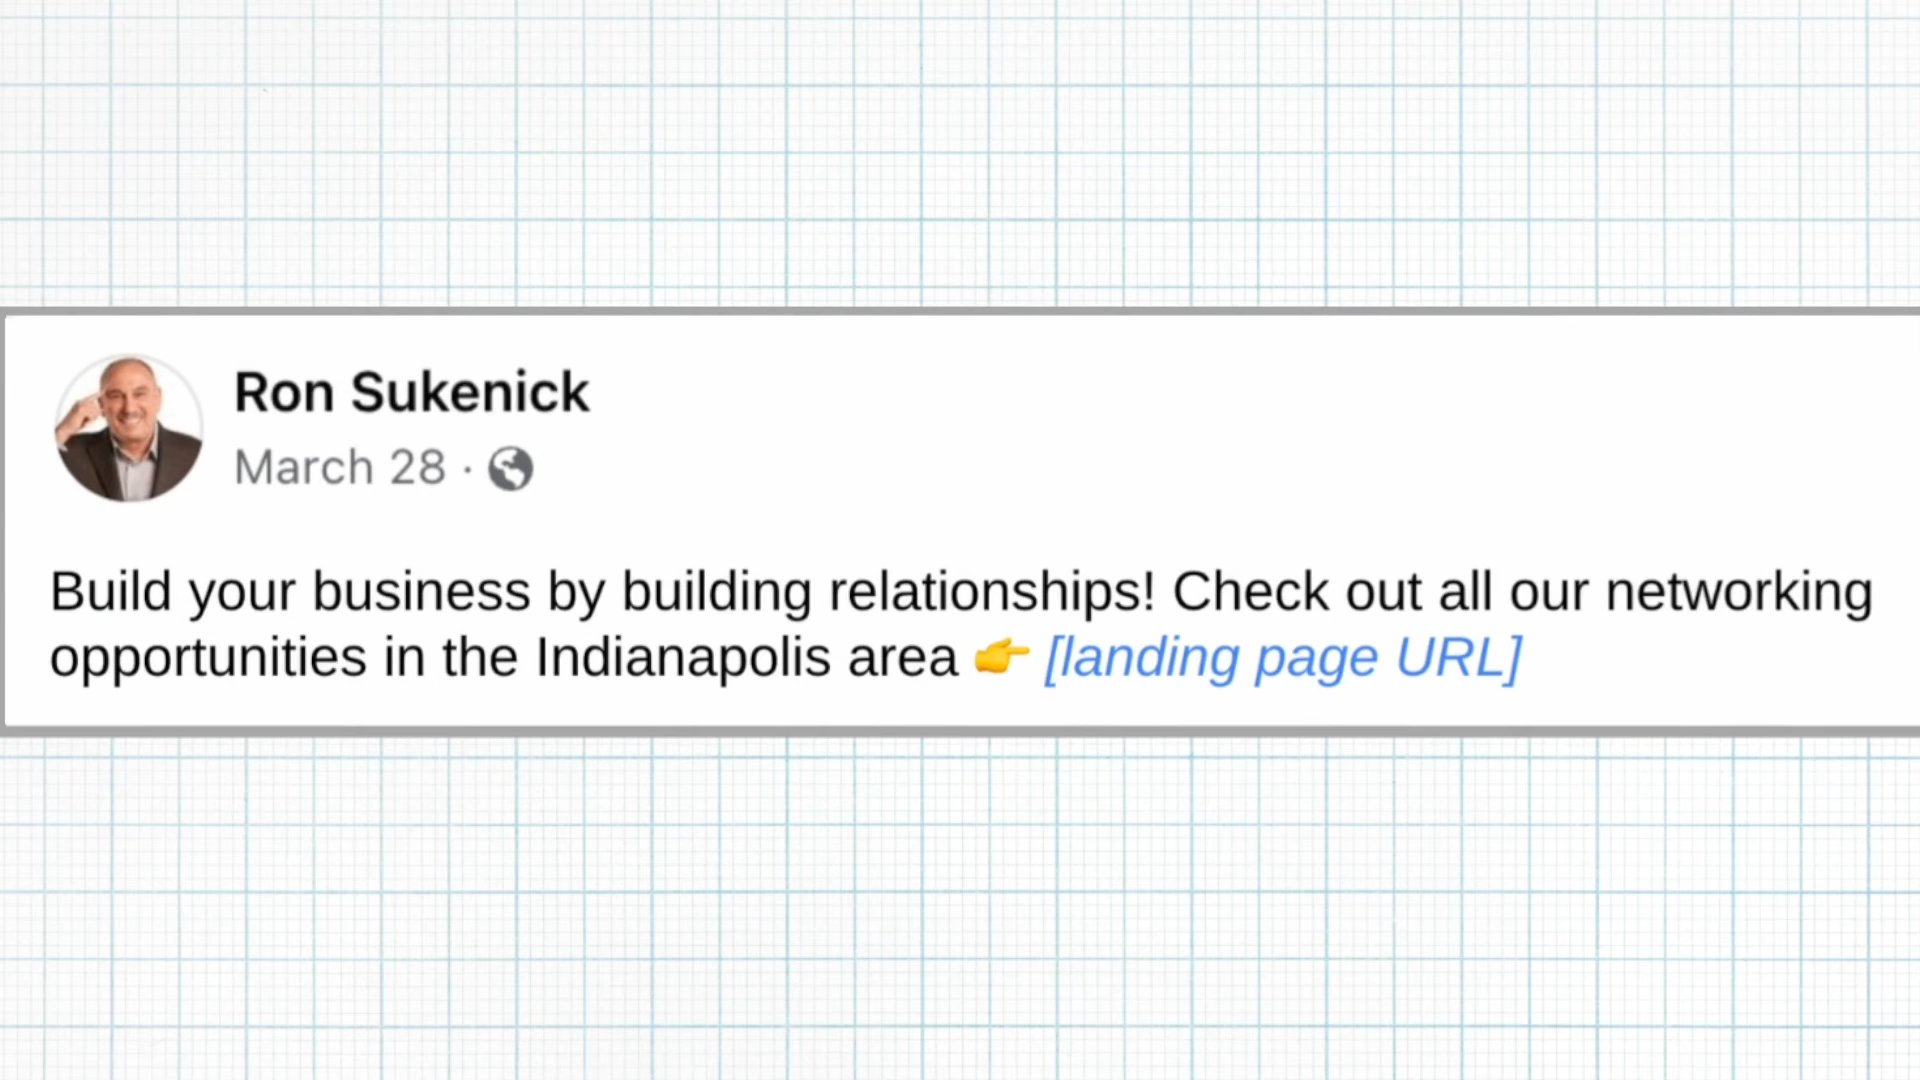 Ron Sukenick
March 28 ·
Build your business by building relationships! Check out all our networking
opportunities in the Indianapolis area 👉 [landing page URL]